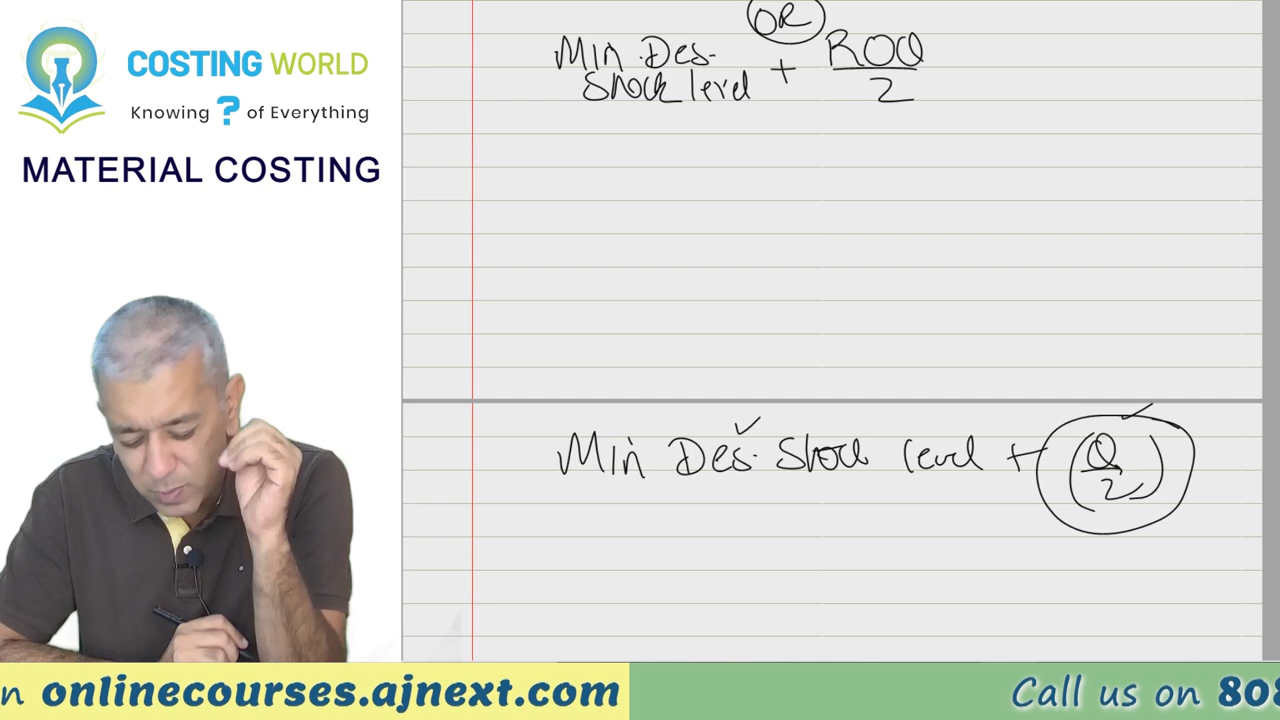 COSTING WORLD
Knowing ? of Everything
MATERIAL COSTING
OR
Min Des. Stock level + ROQ/2
Min Des. Stock level + (Q/2)
n onlinecourses.ajnext.com
Call us on 808